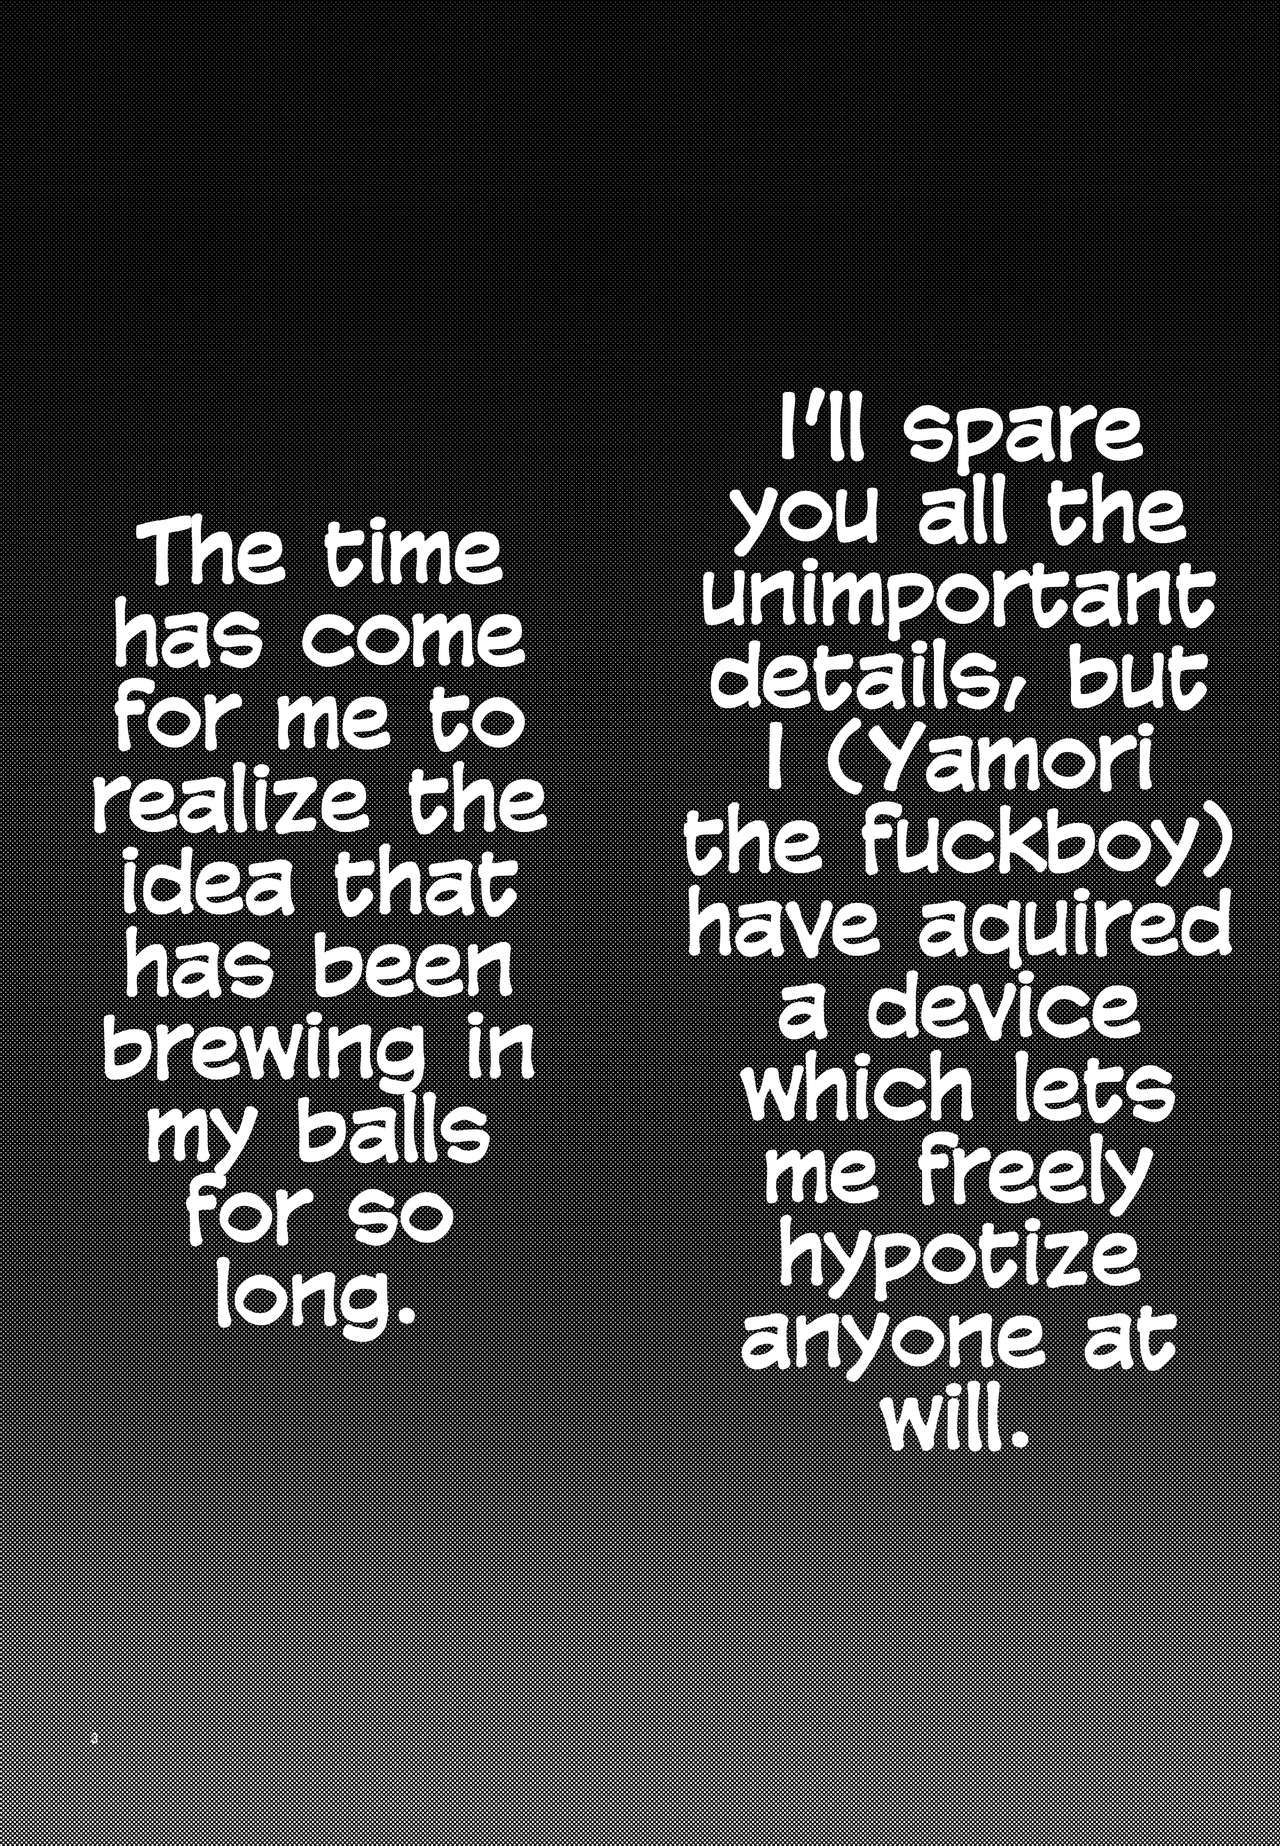 I'll spare
you all the
unimportant
details, but
I (Yamori
the fuckboy)
have aquired
a device
which lets
me freely
hypotize
anyone at
will.
The time
has come
for me to
realize the
idea that
has been
brewing in
my balls
for so
long.